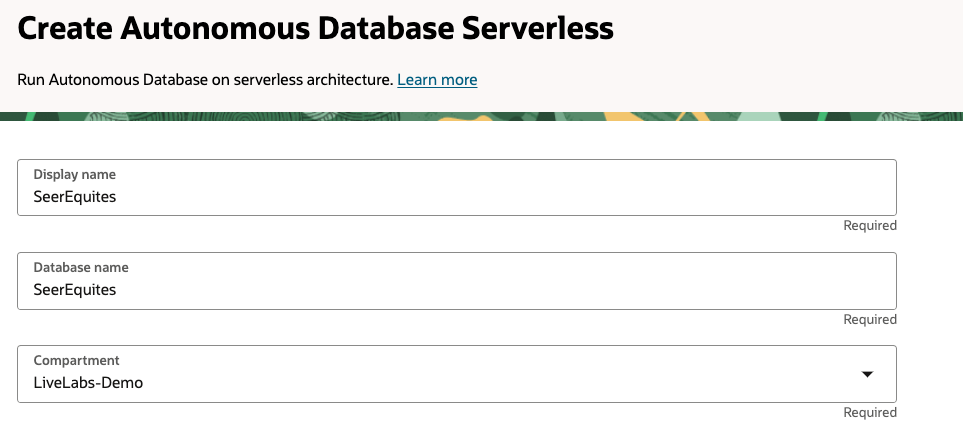 Create Autonomous Database Serverless
Run Autonomous Database on serverless architecture. Learn more
Display name
SeerEquites
Required
Database name
SeerEquites
Required
Compartment
LiveLabs-Demo
Required